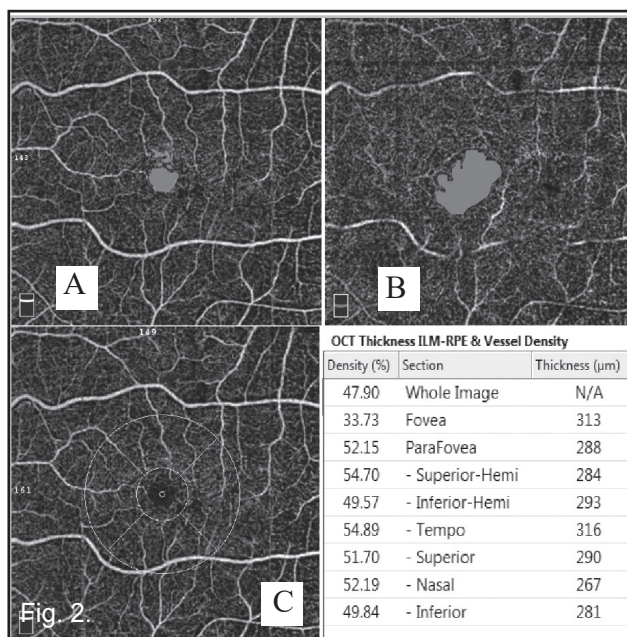 152
143
A
B
149
161
C
Fig. 2.
OCT Thickness ILM-RPE & Vessel Density
Density (%) Section Thickness (µm)
47.90 Whole Image N/A
33.73 Fovea 313
52.15 ParaFovea 288
54.70 - Superior-Hemi 284
49.57 - Inferior-Hemi 293
54.89 - Tempo 316
51.70 - Superior 290
52.19 - Nasal 267
49.84 - Inferior 281